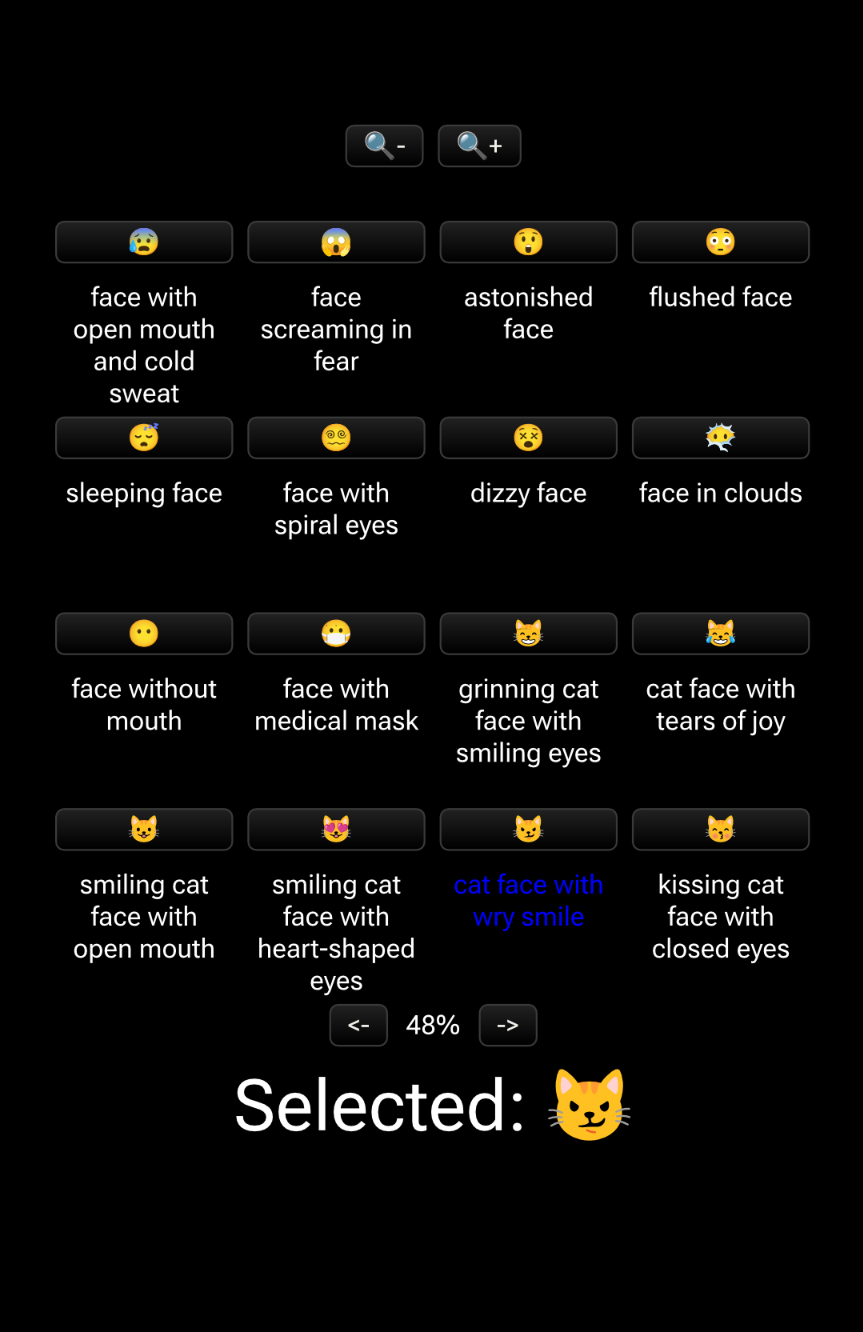 🔍- 🔍+
😰 😱 😲 😳
face with face astonished flushed face
open mouth screaming in face
and cold fear
sweat
😴 😵‍💫 😵 😶‍🌫️
sleeping face face with dizzy face face in clouds
spiral eyes
😶 😷 😸 😹
face without face with grinning cat cat face with
mouth medical mask face with tears of joy
smiling eyes
😺 😻 😼 😽
smiling cat smiling cat cat face with kissing cat
face with face with wry smile face with
open mouth heart-shaped closed eyes
eyes
<- 48% ->
Selected: 😼